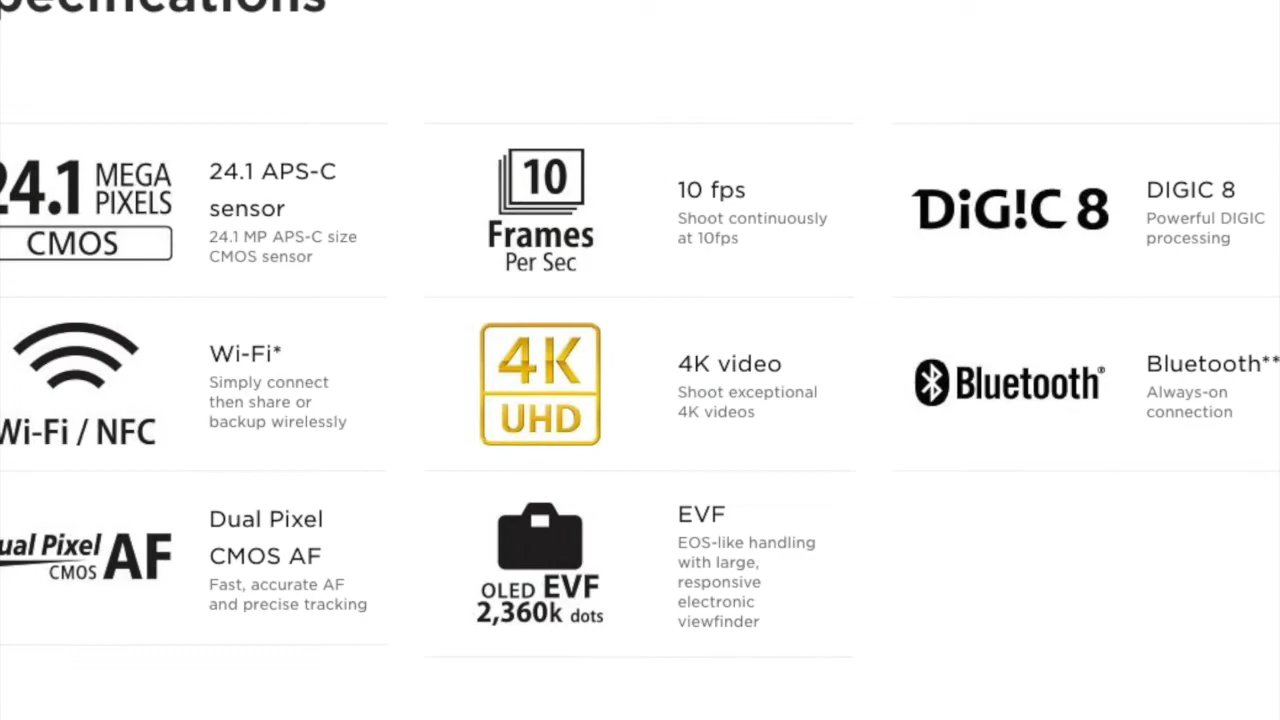 pecifications
24.1 MEGA
PIXELS
CMOS
24.1 APS-C
sensor
24.1 MP APS-C size
CMOS sensor
10
Frames
Per Sec
10 fps
Shoot continuously
at 10fps
DiG!C 8
DIGIC 8
Powerful DIGIC
processing
Wi-Fi / NFC
Wi-Fi*
Simply connect
then share or
backup wirelessly
4K
UHD
4K video
Shoot exceptional
4K videos
Bluetooth®
Bluetooth**
Always-on
connection
ual Pixel
CMOS AF
Dual Pixel
CMOS AF
Fast, accurate AF
and precise tracking
OLED EVF
2,360k dots
EVF
EOS-like handling
with large,
responsive
electronic
viewfinder